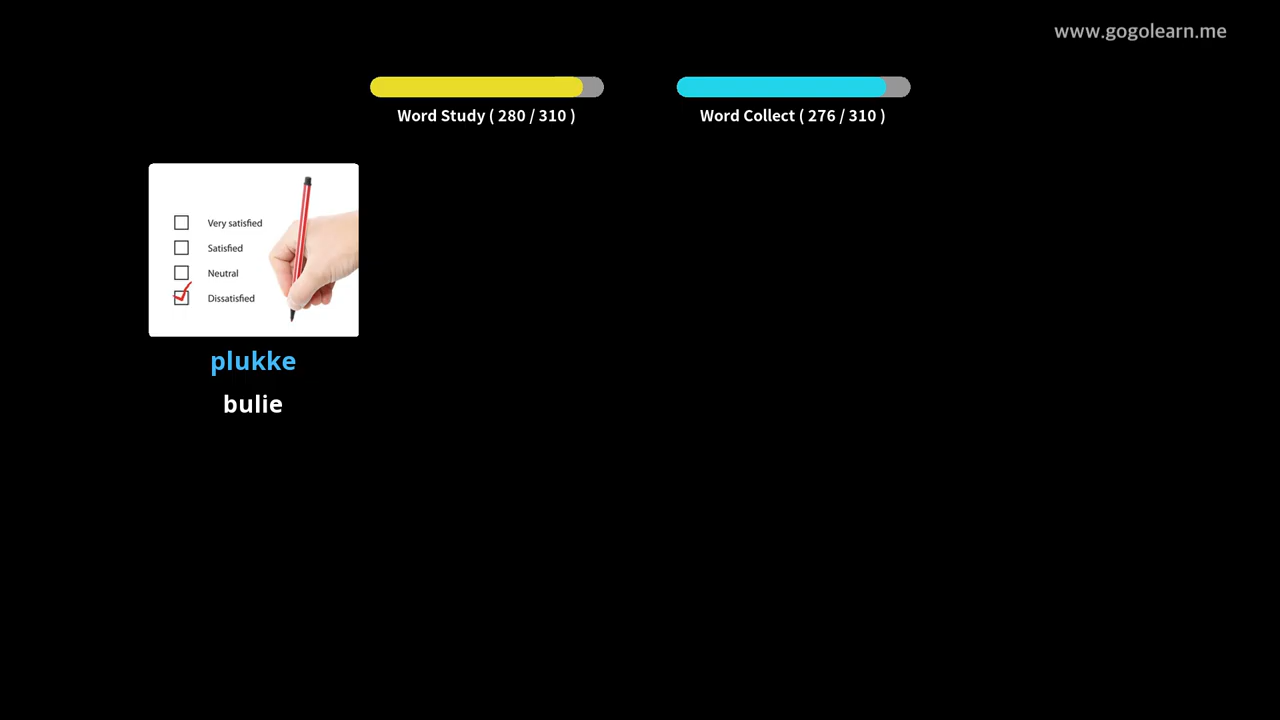 www.gogolearn.me
Word Study ( 280 / 310 )
Word Collect ( 276 / 310 )
Very satisfied
Satisfied
Neutral
Dissatisfied
plukke
bulie